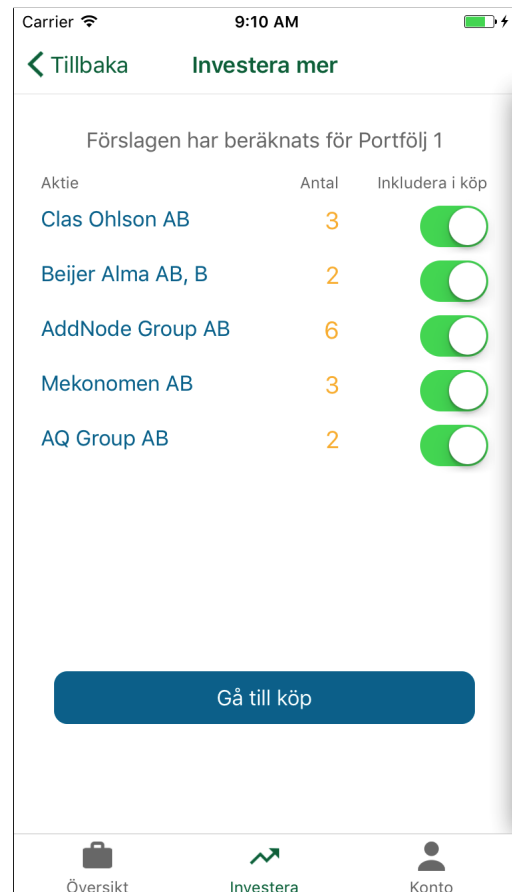 Carrier 9:10 AM
Tillbaka Investera mer
Förslagen har beräknats för Portfölj 1
Aktie Antal Inkludera i köp
Clas Ohlson AB 3
Beijer Alma AB, B 2
AddNode Group AB 6
Mekonomen AB 3
AQ Group AB 2
Gå till köp
Översikt Investera Konto